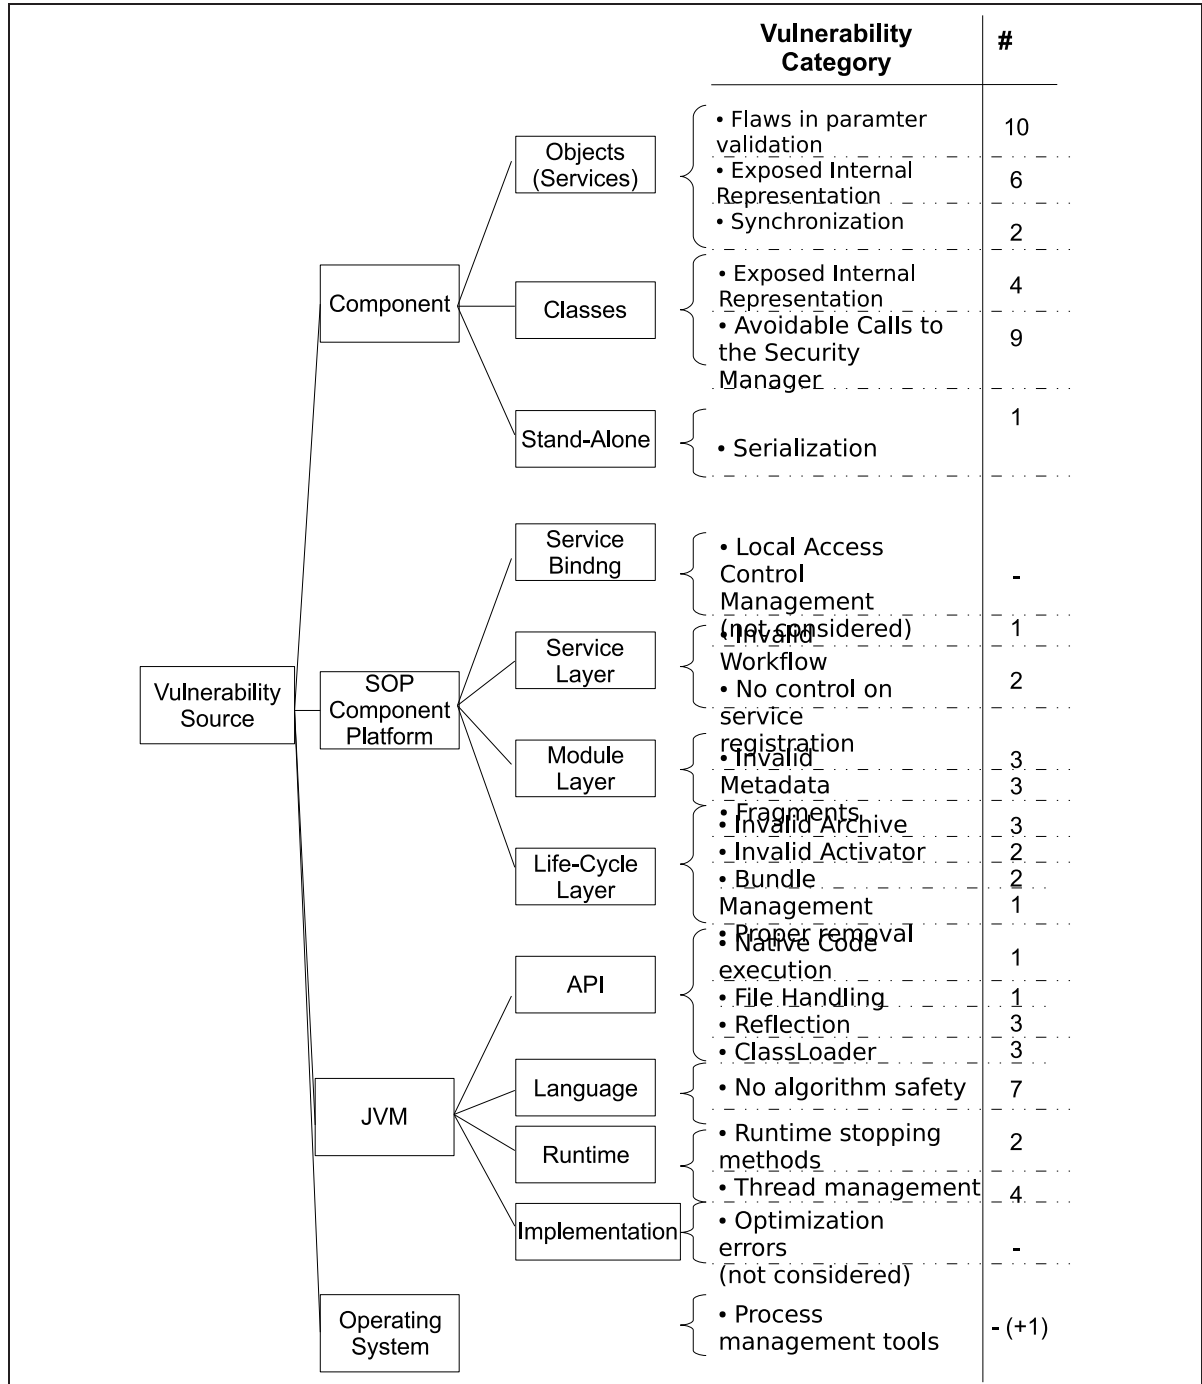 Vulnerability
Category
#
Objects
(Services)
• Flaws in paramter
validation
10
• Exposed Internal
Representation
6
• Synchronization
2
Component
Classes
• Exposed Internal
Representation
4
• Avoidable Calls to
the Security
Manager
9
Stand-Alone
• Serialization
1
Service
Bindng
• Local Access
Control
Management
(not considered)
-
Vulnerability
Source
SOP
Component
Platform
Service
Layer
• Invalid
Workflow
1
• No control on
service
registration
2
Module
Layer
• Invalid
Metadata
3
• Fragments
3
Life-Cycle
Layer
• Invalid Archive
3
• Invalid Activator
2
• Bundle
Management
2
• Proper removal
1
JVM
API
• Native Code
execution
1
• File Handling
1
• Reflection
3
• ClassLoader
3
Language
• No algorithm safety
7
Runtime
• Runtime stopping
methods
2
• Thread management
4
Implementation
• Optimization
errors
(not considered)
-
Operating
System
• Process
management tools
- (+1)